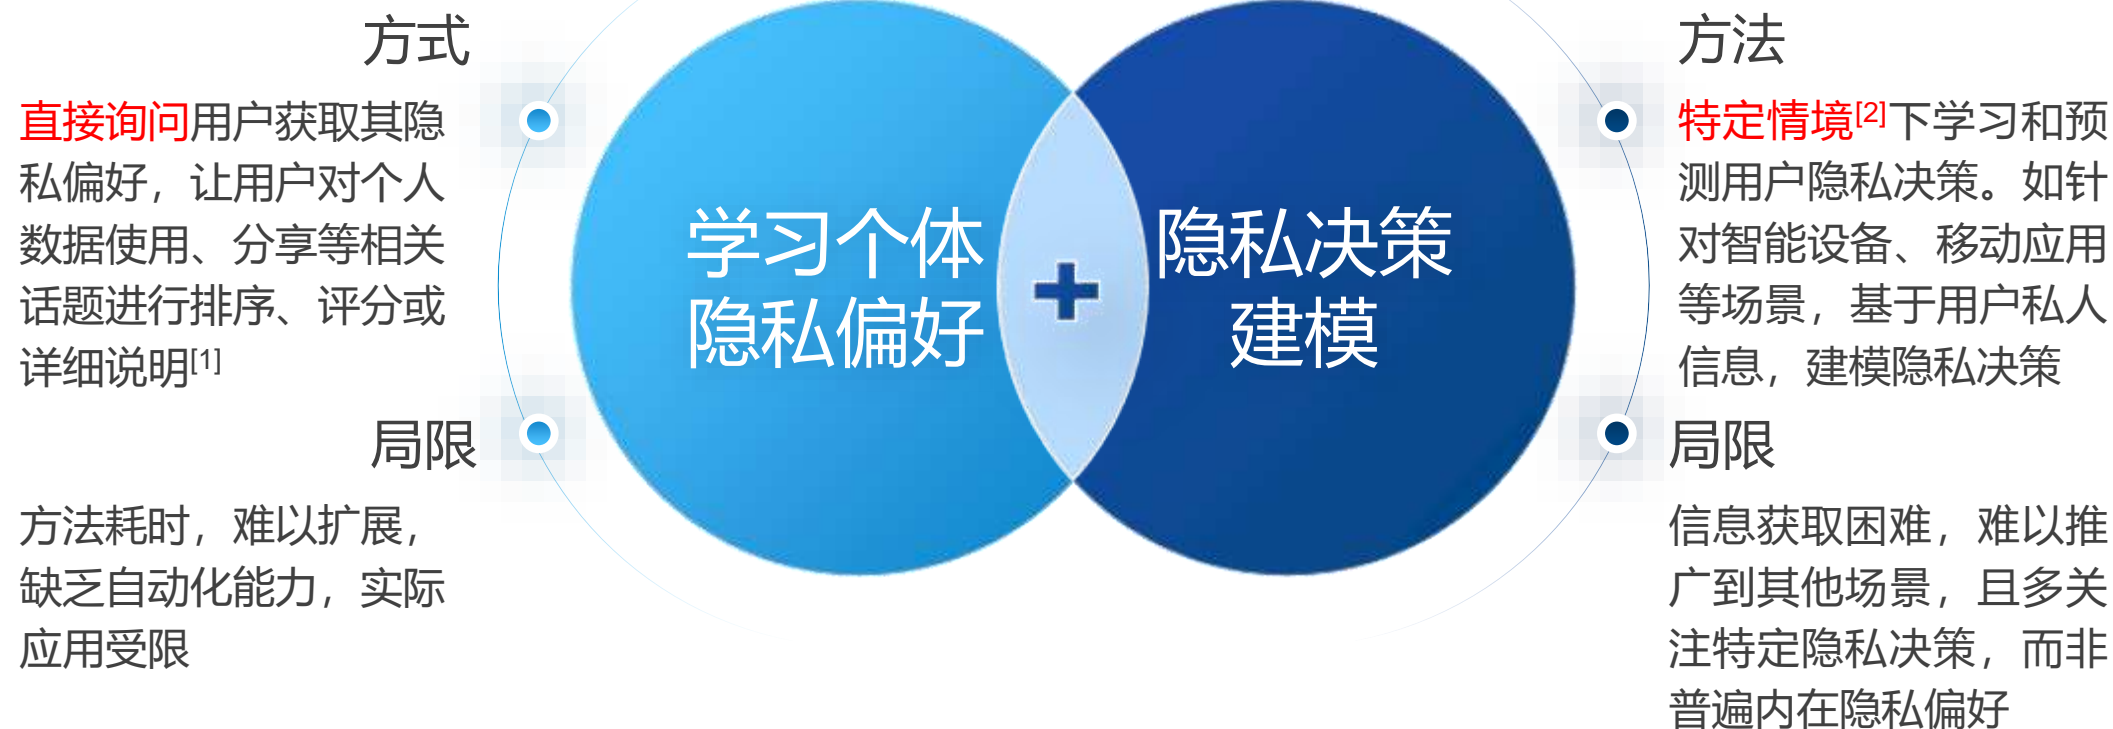 方式
直接询问用户获取其隐
私偏好，让用户对个人
数据使用、分享等相关
话题进行排序、评分或
详细说明[1]
局限
方法耗时，难以扩展，
缺乏自动化能力，实际
应用受限
学习个体
隐私偏好
+
隐私决策
建模
方法
特定情境[2]下学习和预
测用户隐私决策。如针
对智能设备、移动应用
等场景，基于用户私人
信息，建模隐私决策
局限
信息获取困难，难以推
广到其他场景，且多关
注特定隐私决策，而非
普遍内在隐私偏好